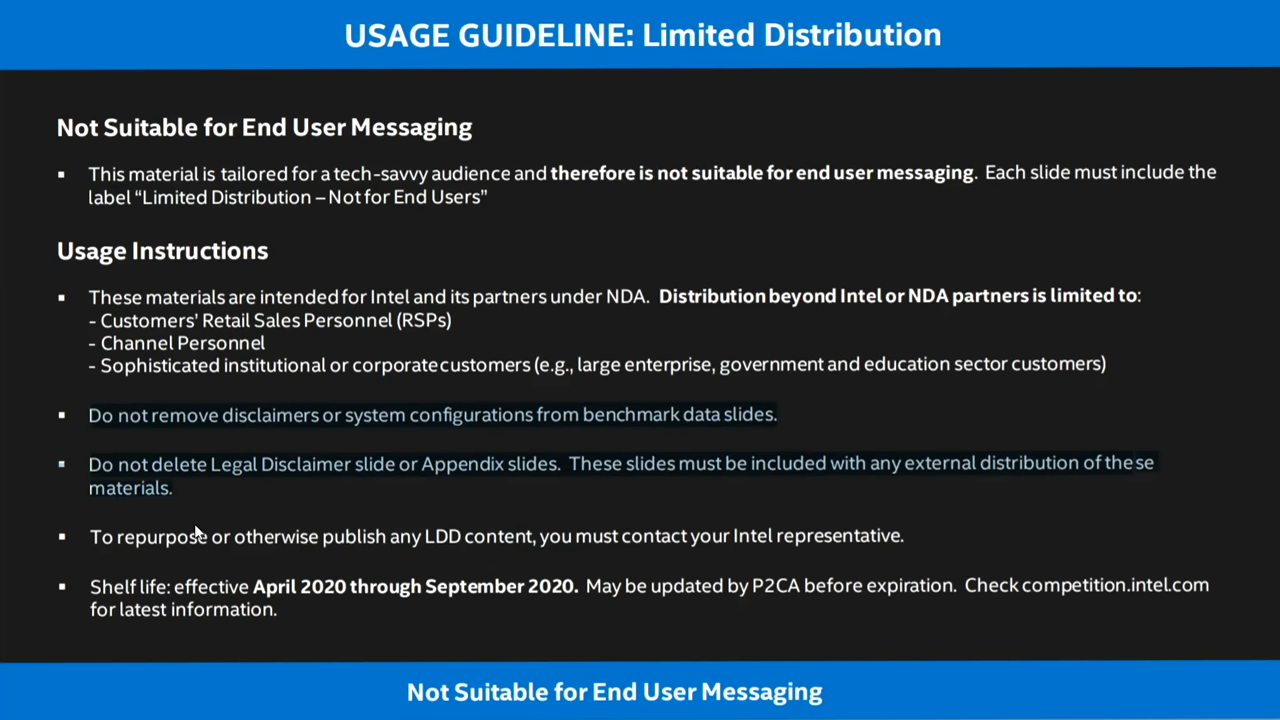 USAGE GUIDELINE: Limited Distribution
Not Suitable for End User Messaging
▪ This material is tailored for a tech-savvy audience and therefore is not suitable for end user messaging. Each slide must include the
label “Limited Distribution – Not for End Users”
Usage Instructions
▪ These materials are intended for Intel and its partners under NDA. Distribution beyond Intel or NDA partners is limited to:
- Customers’ Retail Sales Personnel (RSPs)
- Channel Personnel
- Sophisticated institutional or corporate customers (e.g., large enterprise, government and education sector customers)
▪ Do not remove disclaimers or system configurations from benchmark data slides.
▪ Do not delete Legal Disclaimer slide or Appendix slides. These slides must be included with any external distribution of these
materials.
▪ To repurpose or otherwise publish any LDD content, you must contact your Intel representative.
▪ Shelf life: effective April 2020 through September 2020. May be updated by P2CA before expiration. Check competition.intel.com
for latest information.
Not Suitable for End User Messaging